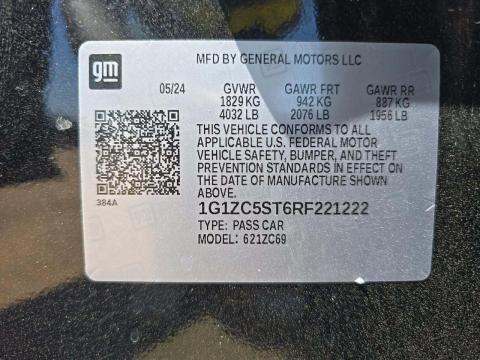 gm
MFD BY GENERAL MOTORS LLC
05/24 GVWR GAWR FRT GAWR RR
1829 KG 942 KG 887 KG
4032 LB 2076 LB 1956 LB
THIS VEHICLE CONFORMS TO ALL
APPLICABLE U.S. FEDERAL MOTOR
VEHICLE SAFETY, BUMPER, AND THEFT
PREVENTION STANDARDS IN EFFECT ON
THE DATE OF MANUFACTURE SHOWN
ABOVE.
384A
1G1ZC5ST6RF221222
TYPE: PASS CAR
MODEL: 621ZC69